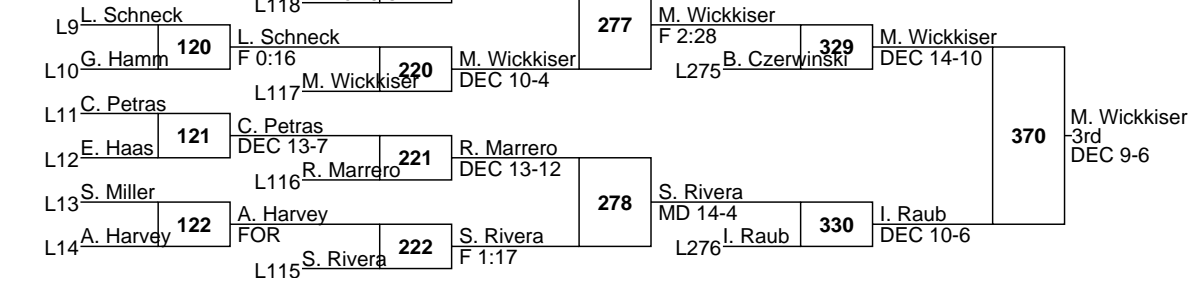 L118
L9 L. Schneck
120
L10 G. Hamm
L. Schneck
F 0:16
220
L117 M. Wickkiser
M. Wickkiser
DEC 10-4
277
M. Wickkiser
F 2:28
329
L275 B. Czerwinski
M. Wickkiser
DEC 14-10
L11 C. Petras
121
L12 E. Haas
C. Petras
DEC 13-7
221
L116 R. Marrero
R. Marrero
DEC 13-12
278
L13 S. Miller
122
L14 A. Harvey
A. Harvey
FOR
222
L115 S. Rivera
S. Rivera
F 1:17
S. Rivera
MD 14-4
330
L276 I. Raub
I. Raub
DEC 10-6
370
M. Wickkiser
3rd
DEC 9-6